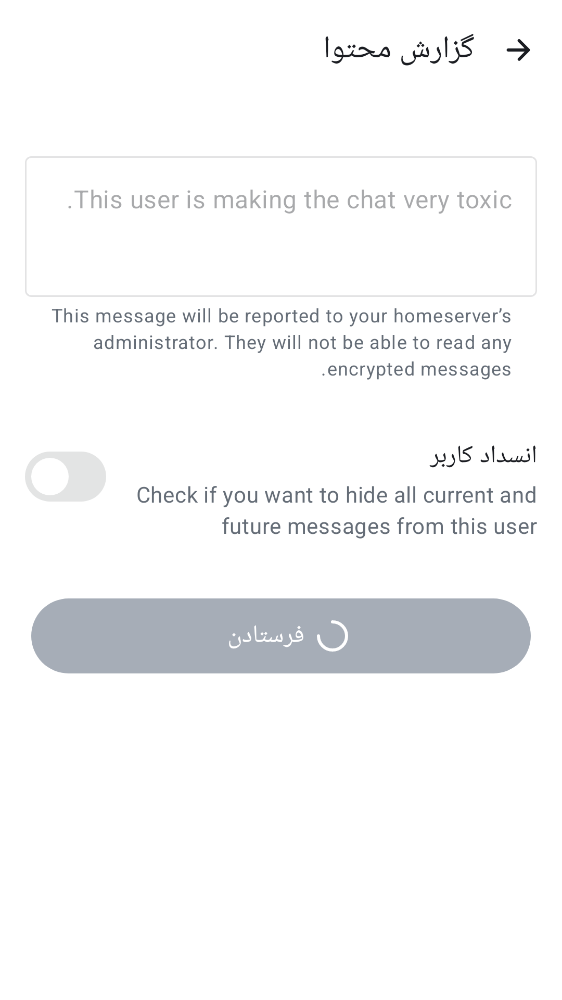 گزارش محتوا
This user is making the chat very toxic.
This message will be reported to your homeserver’s
administrator. They will not be able to read any
encrypted messages.
انسداد کاربر
Check if you want to hide all current and
future messages from this user
فرستادن